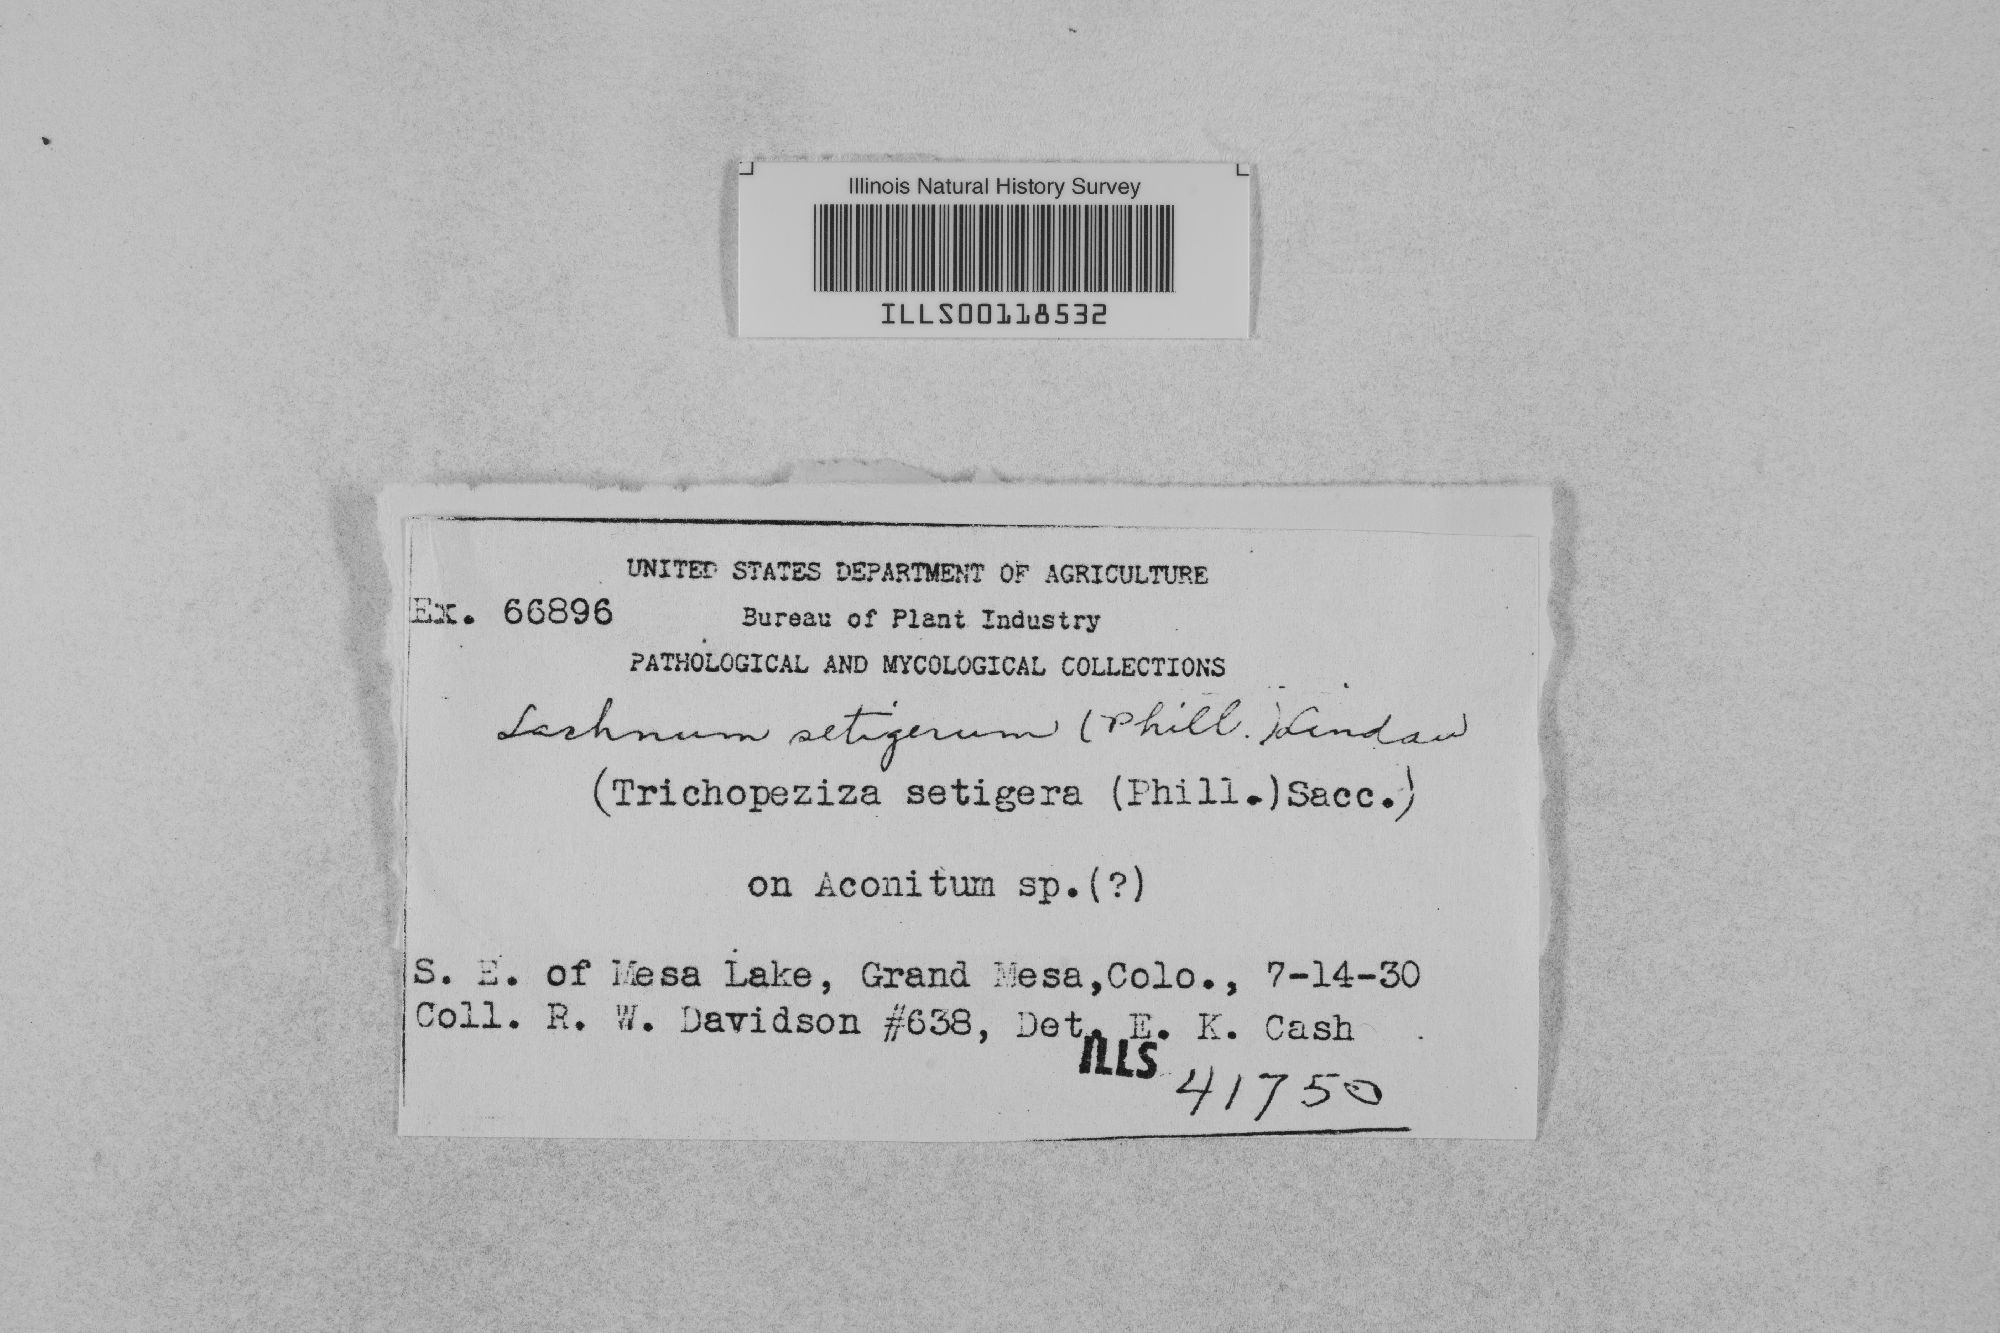 Illinois Natural History Survey
ILLS00118532
UNITED STATES DEPARTMENT OF AGRICULTURE
Ex. 66896
Bureau of Plant Industry
PATHOLOGICAL AND MYCOLOGICAL COLLECTIONS
Lachnum setigerum (Phill.) Lindau
(Trichopeziza setigera (Phill.)Sacc.)
on Aconitum sp.(?)
S. E. of Mesa Lake, Grand Mesa,Colo., 7-14-30
Coll. R. W. Davidson #638, Det. E. K. Cash
ILLS 41750